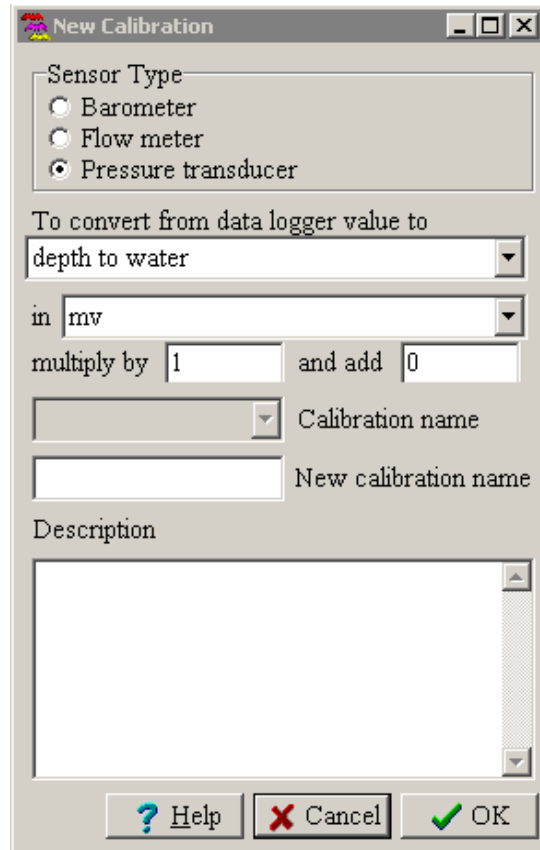 New Calibration
Sensor Type
Barometer
Flow meter
Pressure transducer
To convert from data logger value to
depth to water
in mv
multiply by 1 and add 0
Calibration name
New calibration name
Description
? Help Cancel OK